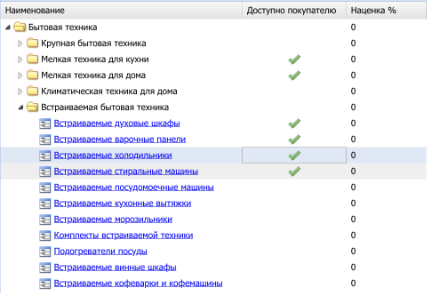 Наименование Доступно покупателю Наценка %
Бытовая техника 0
Крупная бытовая техника 0
Мелкая техника для кухни 0
Мелкая техника для дома 0
Климатическая техника для дома 0
Встраиваемая бытовая техника 0
Встраиваемые духовые шкафы 0
Встраиваемые варочные панели 0
Встраиваемые холодильники 0
Встраиваемые стиральные машины 0
Встраиваемые посудомоечные машины 0
Встраиваемые кухонные вытяжки 0
Встраиваемые морозильники 0
Комплекты встраиваемой техники 0
Подогреватели посуды 0
Встраиваемые винные шкафы 0
Встраиваемые кофеварки и кофемашины 0